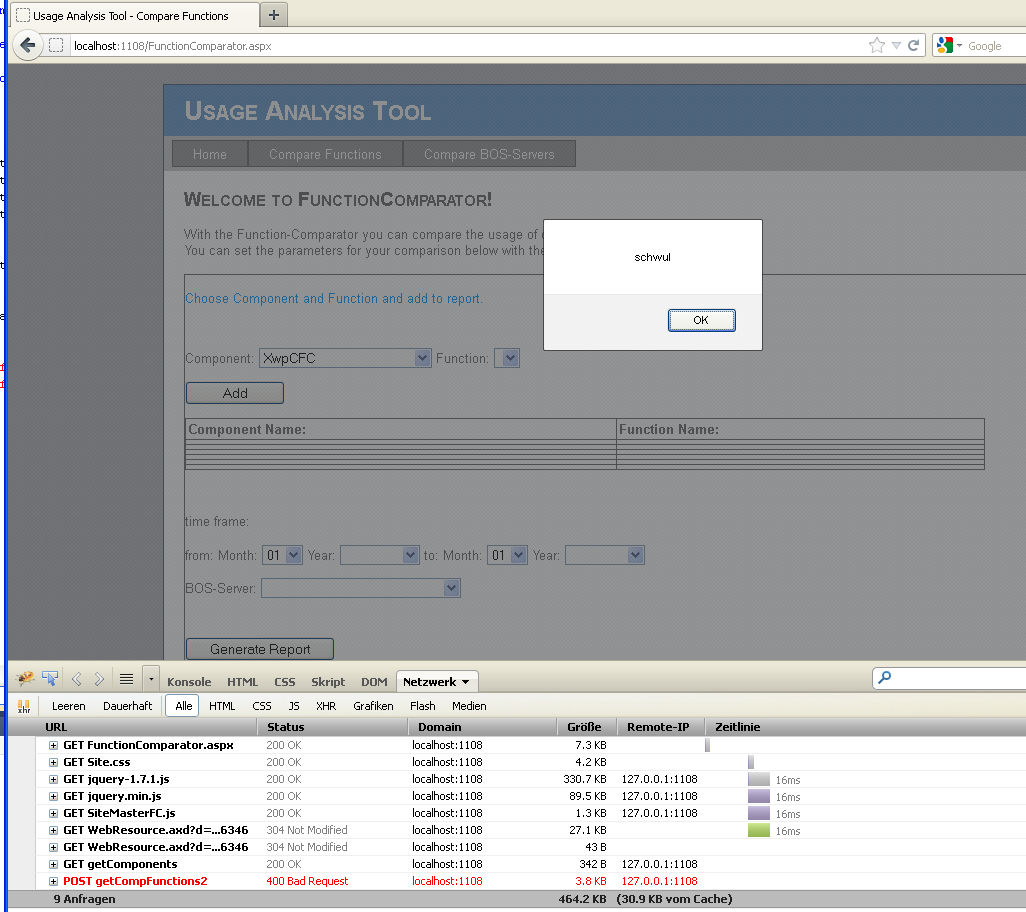 Usage Analysis Tool - Compare Functions
localhost:1108/FunctionComparator.aspx
Google
USAGE ANALYSIS TOOL
Home Compare Functions Compare BOS-Servers
WELCOME TO FUNCTIONCOMPARATOR!
With the Function-Comparator you can compare the usage of
You can set the parameters for your comparison below with the
schwul
OK
Choose Component and Function and add to report.
Component: XwpCFC Function:
Add
Component Name: Function Name:
time frame:
from: Month: 01 Year: to: Month: 01 Year:
BOS-Server:
Generate Report
Konsole HTML CSS Skript DOM Netzwerk
xhr Leeren Dauerhaft Alle HTML CSS JS XHR Grafiken Flash Medien
URL Status Domain Größe Remote-IP Zeitlinie
GET FunctionComparator.aspx 200 OK localhost:1108 7.3 KB
GET Site.css 200 OK localhost:1108 4.2 KB
GET jquery-1.7.1.js 200 OK localhost:1108 330.7 KB 127.0.0.1:1108 16ms
GET jquery.min.js 200 OK localhost:1108 89.5 KB 127.0.0.1:1108 16ms
GET SiteMasterFC.js 200 OK localhost:1108 1.3 KB 127.0.0.1:1108 16ms
GET WebResource.axd?d=...6346 304 Not Modified localhost:1108 27.1 KB 16ms
GET WebResource.axd?d=...6346 304 Not Modified localhost:1108 43 B
GET getComponents 200 OK localhost:1108 342 B 127.0.0.1:1108
POST getCompFunctions2 400 Bad Request localhost:1108 3.8 KB 127.0.0.1:1108
9 Anfragen 464.2 KB (30.9 KB vom Cache)